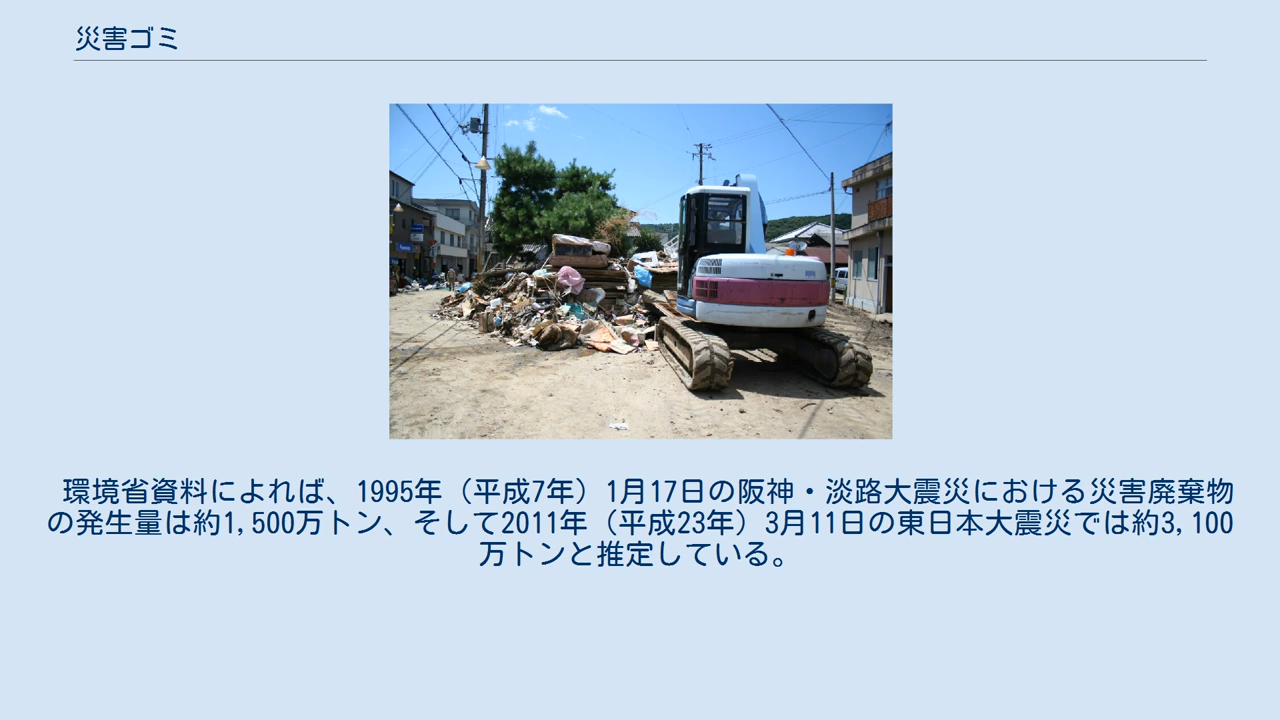 災害ゴミ
環境省資料によれば、1995年（平成7年）1月17日の阪神・淡路大震災における災害廃棄物
の発生量は約1,500万トン、そして2011年（平成23年）3月11日の東日本大震災では約3,100
万トンと推定している。